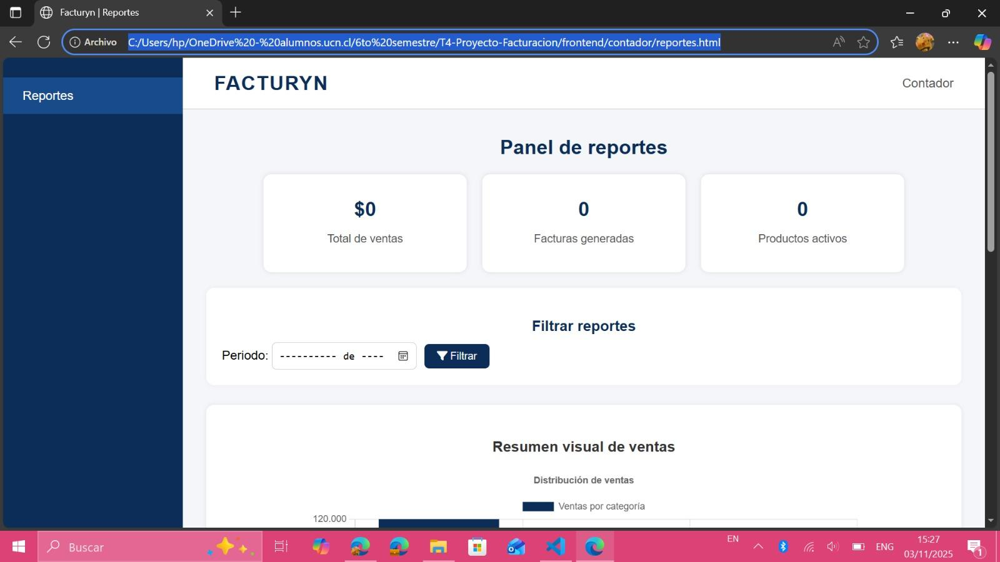 Facturyn | Reportes
Archivo
C:/Users/hp/OneDrive%20-%20alumnos.ucn.cl/6to%20semestre/T4-Proyecto-Facturacion/frontend/contador/reportes.html
Reportes
FACTURYN
Contador
Panel de reportes
$0
Total de ventas
0
Facturas generadas
0
Productos activos
Filtrar reportes
Periodo: ---------- de ---- Filtrar
Resumen visual de ventas
Distribución de ventas
Ventas por categoría
120.000
Buscar
EN
ENG
15:27
03/11/2025
1